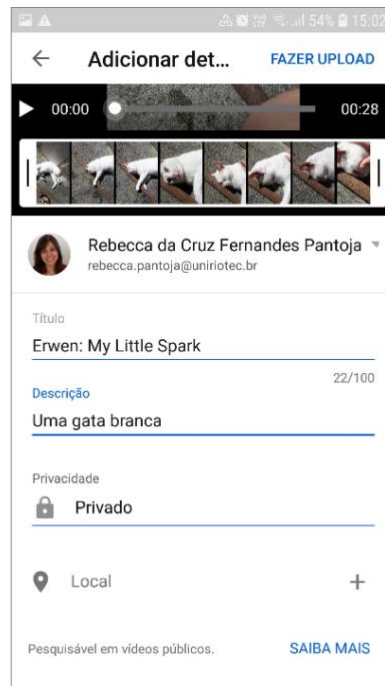 54% 15:02
Adicionar det... FAZER UPLOAD
00:00 00:28
Rebecca da Cruz Fernandes Pantoja
rebecca.pantoja@uniriotec.br
Título
Erwen: My Little Spark
22/100
Descrição
Uma gata branca
Privacidade
Privado
Local
Pesquisável em vídeos públicos. SAIBA MAIS